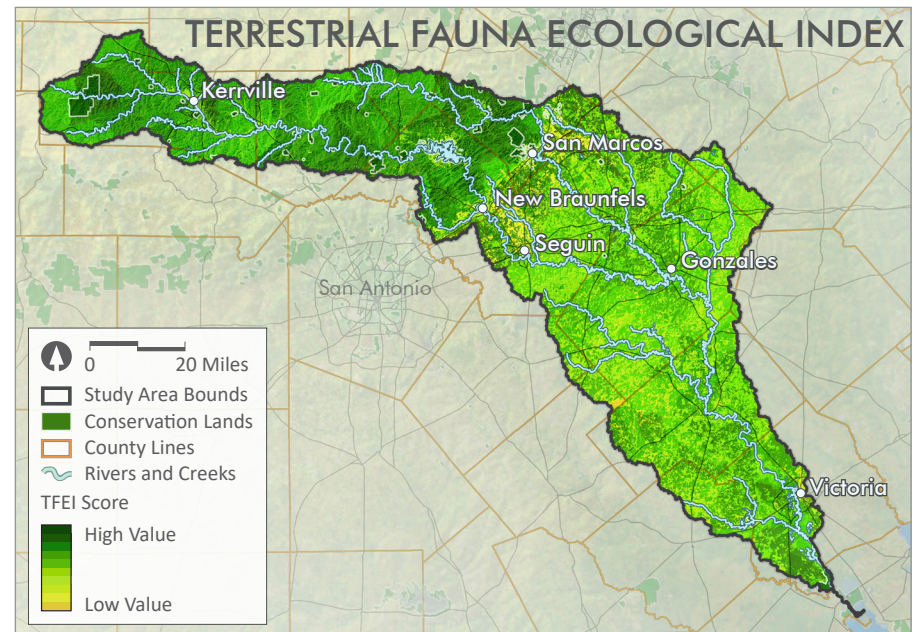 TERRESTRIAL FAUNA ECOLOGICAL INDEX
Kerrville
San Marcos
New Braunfels
Seguin
Gonzales
San Antonio
Victoria
0 20 Miles
Study Area Bounds
Conservation Lands
County Lines
Rivers and Creeks
TFEI Score
High Value
Low Value